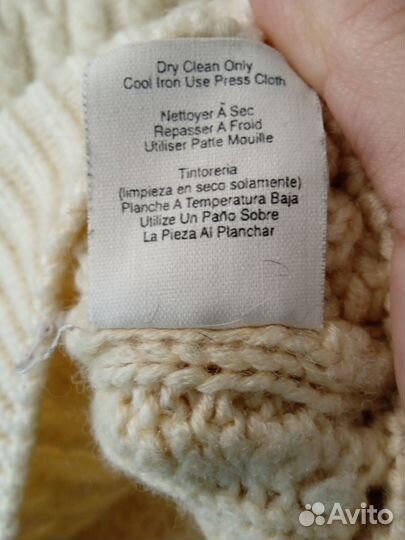 Dry Clean Only
Cool Iron Use Press Cloth
Nettoyer À Sec
Repasser A Froid
Utiliser Patte Mouille
Tintoreria
(limpieza en seco solamente)
Planche A Temperatura Baja
Utilize Un Paño Sobre
La Pieza Al Planchar
Avito